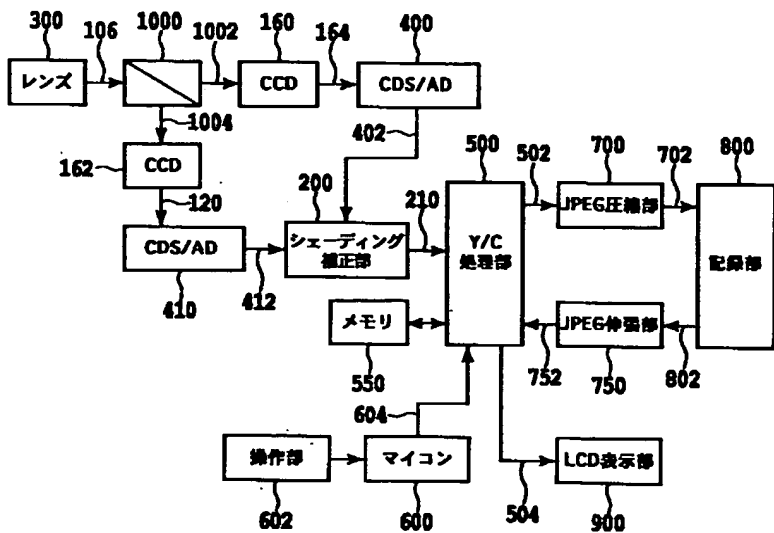 300 106 1000 1002 160 164 400
レンズ CCD CDS/AD
1004 402
162 CCD 500 502 700 702 800
120 200 210 JPEG圧縮部
CDS/AD シェーディング
補正部 Y/C
処理部 記録部
410 412
メモリ JPEG伸張部
550 752 750 802
604
操作部 マイコン LCD表示部
602 600 504 900